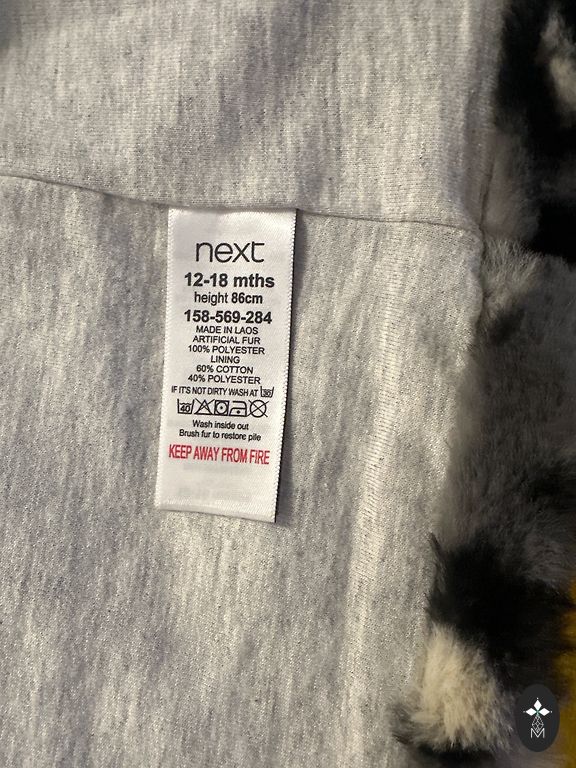 next
12-18 mths
height 86cm
158-569-284
MADE IN LAOS
ARTIFICIAL FUR
100% POLYESTER
LINING
60% COTTON
40% POLYESTER
IF IT'S NOT DIRTY WASH AT 30
40
Wash inside out
Brush fur to restore pile
KEEP AWAY FROM FIRE
M